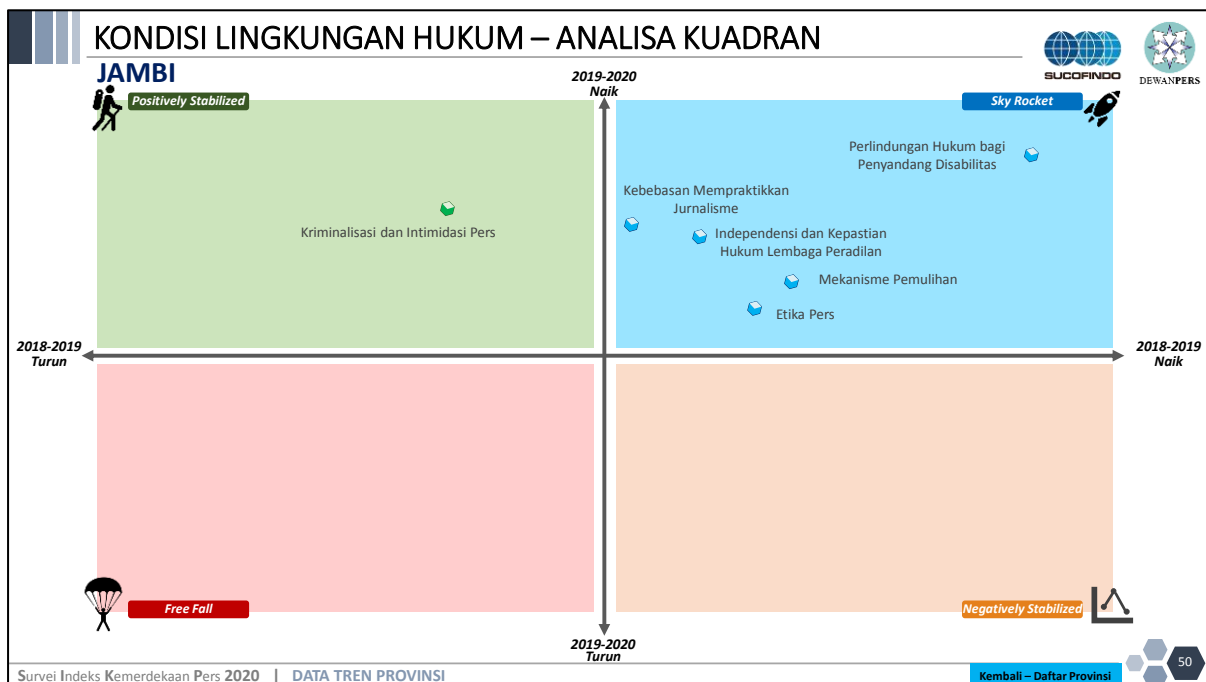 KONDISI LINGKUNGAN HUKUM – ANALISA KUADRAN
JAMBI
SUCOFINDO
DEWANPERS
2019-2020
Naik
Positively Stabilized
Sky Rocket
Perlindungan Hukum bagi
Penyandang Disabilitas
Kebebasan Mempraktikkan
Jurnalisme
Kriminalisasi dan Intimidasi Pers
Independensi dan Kepastian
Hukum Lembaga Peradilan
Mekanisme Pemulihan
Etika Pers
2018-2019
Turun
2018-2019
Naik
Free Fall
Negatively Stabilized
2019-2020
Turun
Survei Indeks Kemerdekaan Pers 2020 | DATA TREN PROVINSI
Kembali – Daftar Provinsi
50